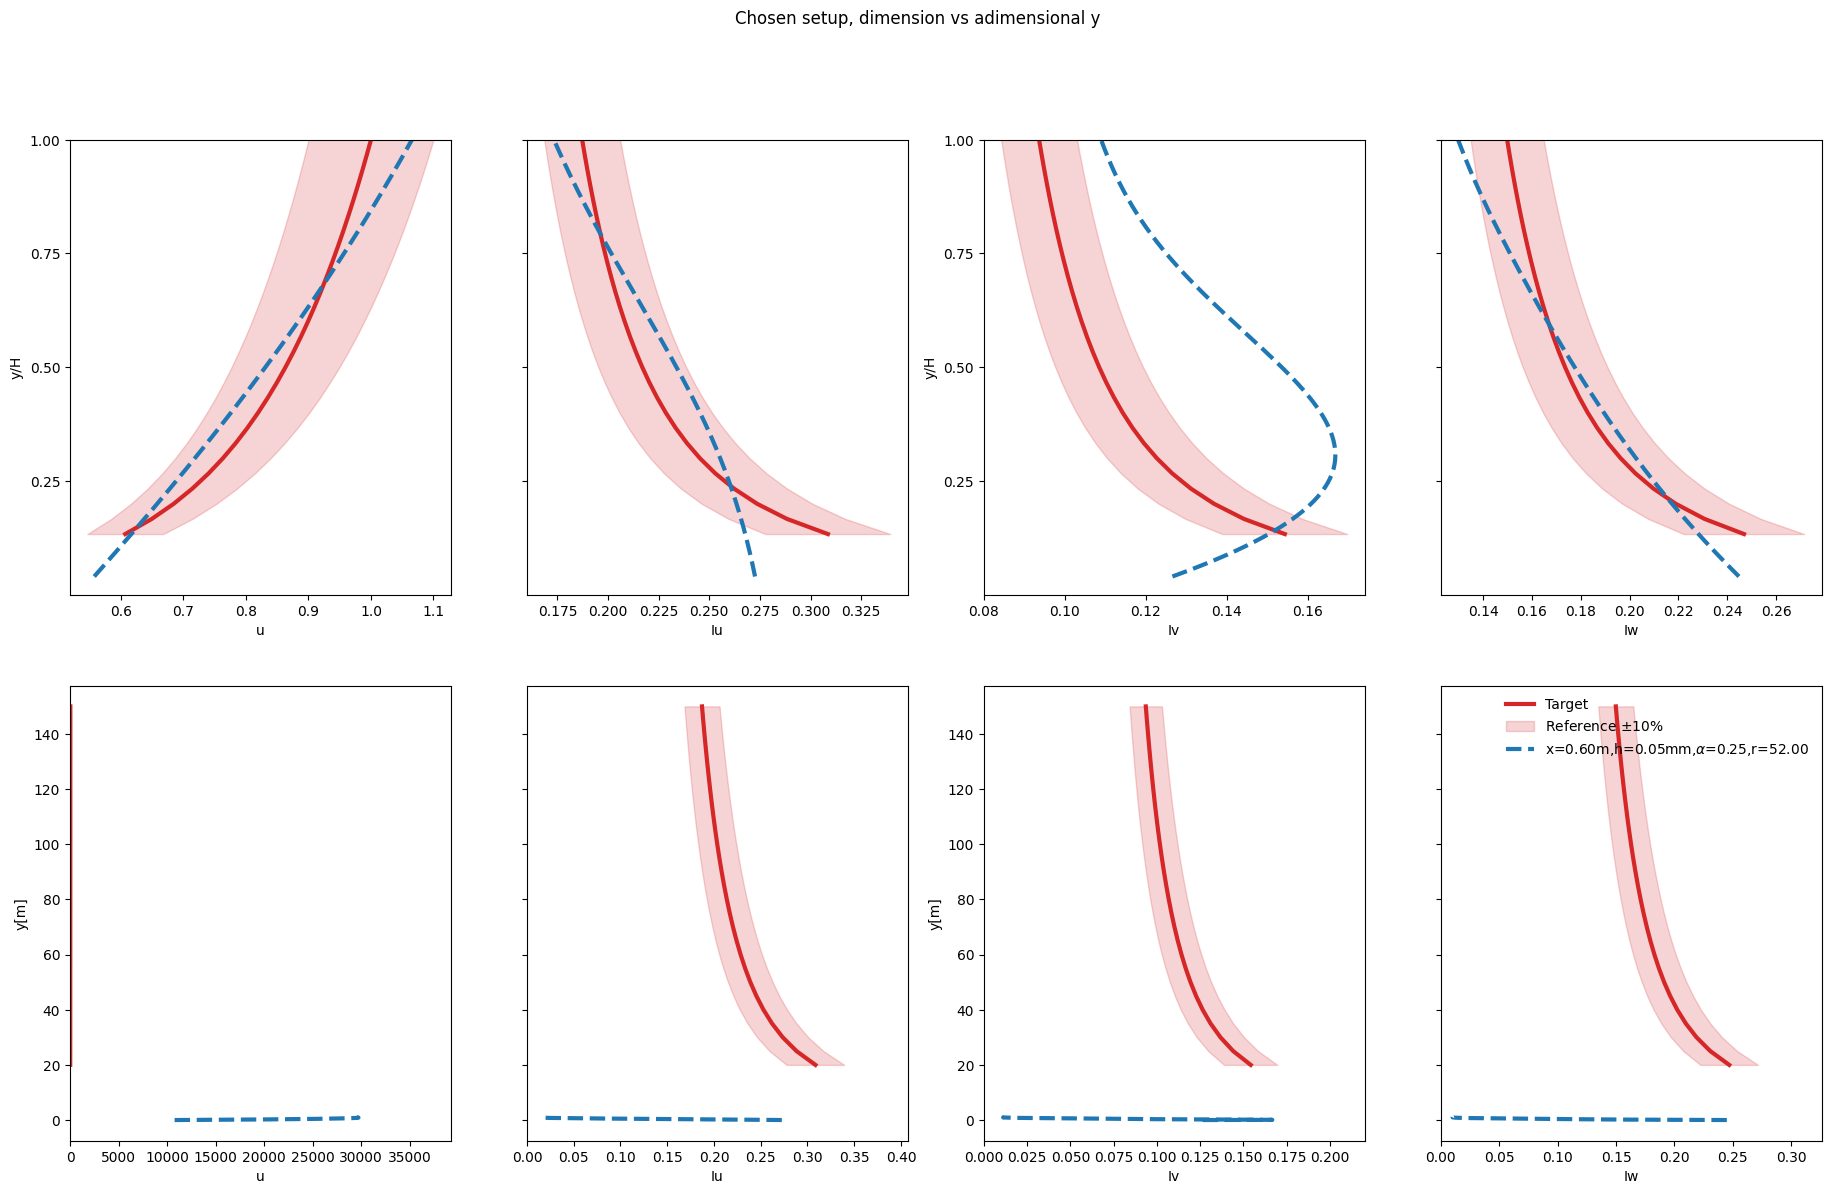 Chosen setup, dimension vs adimensional y
y/H
1.00
0.75
0.50
0.25
0.6 0.7 0.8 0.9 1.0 1.1
u
0.175 0.200 0.225 0.250 0.275 0.300 0.325
Iu
y/H
1.00
0.75
0.50
0.25
0.08 0.10 0.12 0.14 0.16
Iv
0.14 0.16 0.18 0.20 0.22 0.24 0.26
Iw
y[m]
140
120
100
80
60
40
20
0
0 5000 10000 15000 20000 25000 30000 35000
u
0.00 0.05 0.10 0.15 0.20 0.25 0.30 0.35 0.40
Iu
y[m]
140
120
100
80
60
40
20
0
0.000 0.025 0.050 0.075 0.100 0.125 0.150 0.175 0.200
Iv
Target
Reference ±10%
x=0.60m,h=0.05mm,α=0.25,r=52.00
0.00 0.05 0.10 0.15 0.20 0.25 0.30
Iw